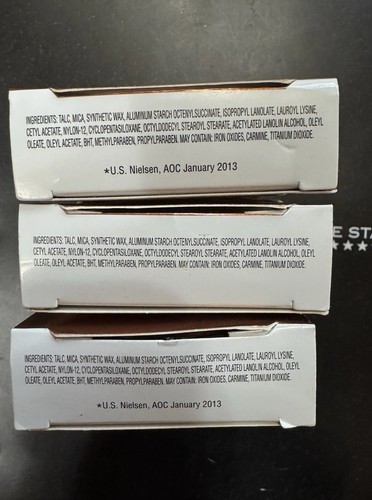 INGREDIENTS: TALC, MICA, SYNTHETIC WAX, ALUMINUM STARCH OCTENYLSUCCINATE, ISOPROPYL LANOLATE, LAUROYL LYSINE,
CETYL ACETATE, NYLON-12, CYCLOPENTASILOXANE, OCTYLDODECYL STEAROYL STEARATE, ACETYLATED LANOLIN ALCOHOL, OLEYL
OLEATE, OLEYL ACETATE, BHT, METHYLPARABEN, PROPYLPARABEN. MAY CONTAIN: IRON OXIDES, CARMINE, TITANIUM DIOXIDE.
*U.S. Nielsen, AOC January 2013
INGREDIENTS: TALC, MICA, SYNTHETIC WAX, ALUMINUM STARCH OCTENYLSUCCINATE, ISOPROPYL LANOLATE, LAUROYL LYSINE,
CETYL ACETATE, NYLON-12, CYCLOPENTASILOXANE, OCTYLDODECYL STEAROYL STEARATE, ACETYLATED LANOLIN ALCOHOL, OLEYL
OLEATE, OLEYL ACETATE, BHT, METHYLPARABEN, PROPYLPARABEN. MAY CONTAIN: IRON OXIDES, CARMINE, TITANIUM DIOXIDE.
E STA
INGREDIENTS: TALC, MICA, SYNTHETIC WAX, ALUMINUM STARCH OCTENYLSUCCINATE, ISOPROPYL LANOLATE, LAUROYL LYSINE,
CETYL ACETATE, NYLON-12, CYCLOPENTASILOXANE, OCTYLDODECYL STEAROYL STEARATE, ACETYLATED LANOLIN ALCOHOL, OLEYL
OLEATE, OLEYL ACETATE, BHT, METHYLPARABEN, PROPYLPARABEN. MAY CONTAIN: IRON OXIDES, CARMINE, TITANIUM DIOXIDE.
*U.S. Nielsen, AOC January 2013